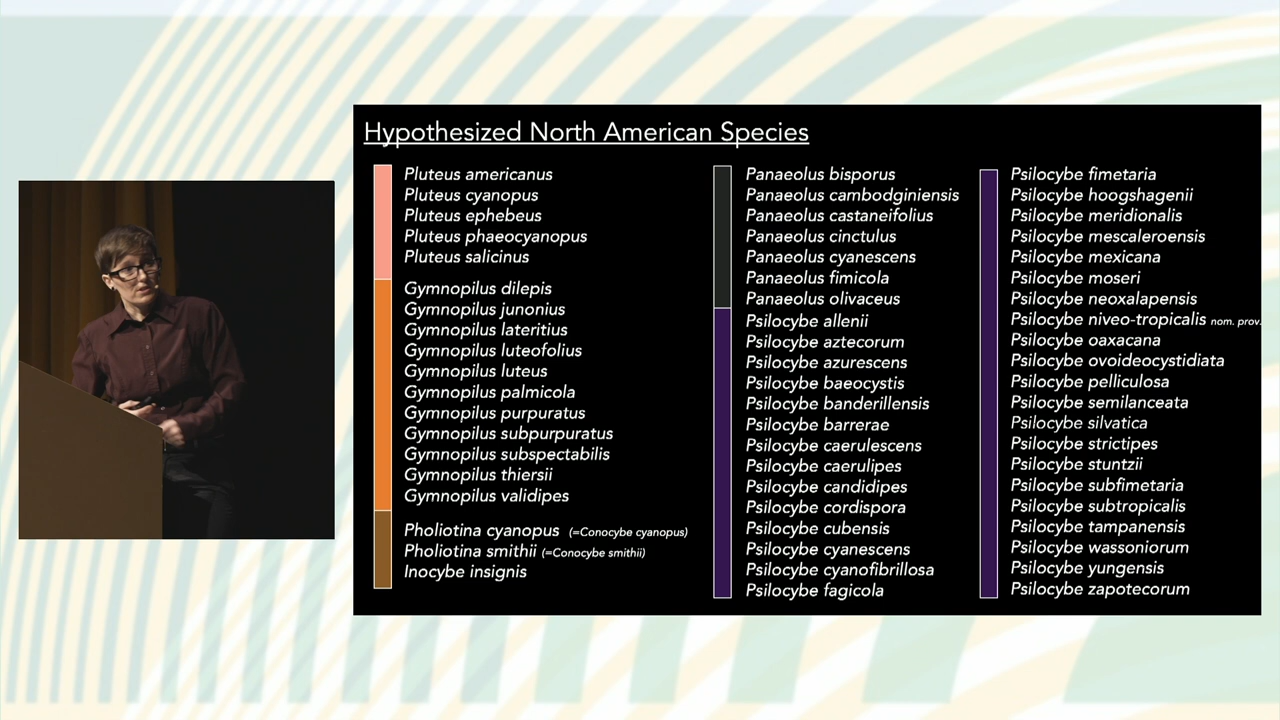 Hypothesized North American Species
Pluteus americanus
Pluteus cyanopus
Pluteus ephebeus
Pluteus phaeocyanopus
Pluteus salicinus
Gymnopilus dilepis
Gymnopilus junonius
Gymnopilus lateritius
Gymnopilus luteofolius
Gymnopilus luteus
Gymnopilus palmicola
Gymnopilus purpuratus
Gymnopilus subpurpuratus
Gymnopilus subspectabilis
Gymnopilus thiersii
Gymnopilus validipes
Pholiotina cyanopus (=Conocybe cyanopus)
Pholiotina smithii (=Conocybe smithii)
Inocybe insignis
Panaeolus bisporus
Panaeolus cambodginiensis
Panaeolus castaneifolius
Panaeolus cinctulus
Panaeolus cyanescens
Panaeolus fimicola
Panaeolus olivaceus
Psilocybe allenii
Psilocybe aztecorum
Psilocybe azurescens
Psilocybe baeocystis
Psilocybe banderillensis
Psilocybe barrerae
Psilocybe caerulescens
Psilocybe caerulipes
Psilocybe candidipes
Psilocybe cordispora
Psilocybe cubensis
Psilocybe cyanescens
Psilocybe cyanofibrillosa
Psilocybe fagicola
Psilocybe fimetaria
Psilocybe hoogshagenii
Psilocybe meridionalis
Psilocybe mescaleroensis
Psilocybe mexicana
Psilocybe moseri
Psilocybe neoxalapensis
Psilocybe niveo-tropicalis nom. prov.
Psilocybe oaxacana
Psilocybe ovoideocystidiata
Psilocybe pelliculosa
Psilocybe semilanceata
Psilocybe silvatica
Psilocybe strictipes
Psilocybe stuntzii
Psilocybe subfimetaria
Psilocybe subtropicalis
Psilocybe tampanensis
Psilocybe wassoniorum
Psilocybe yungensis
Psilocybe zapotecorum